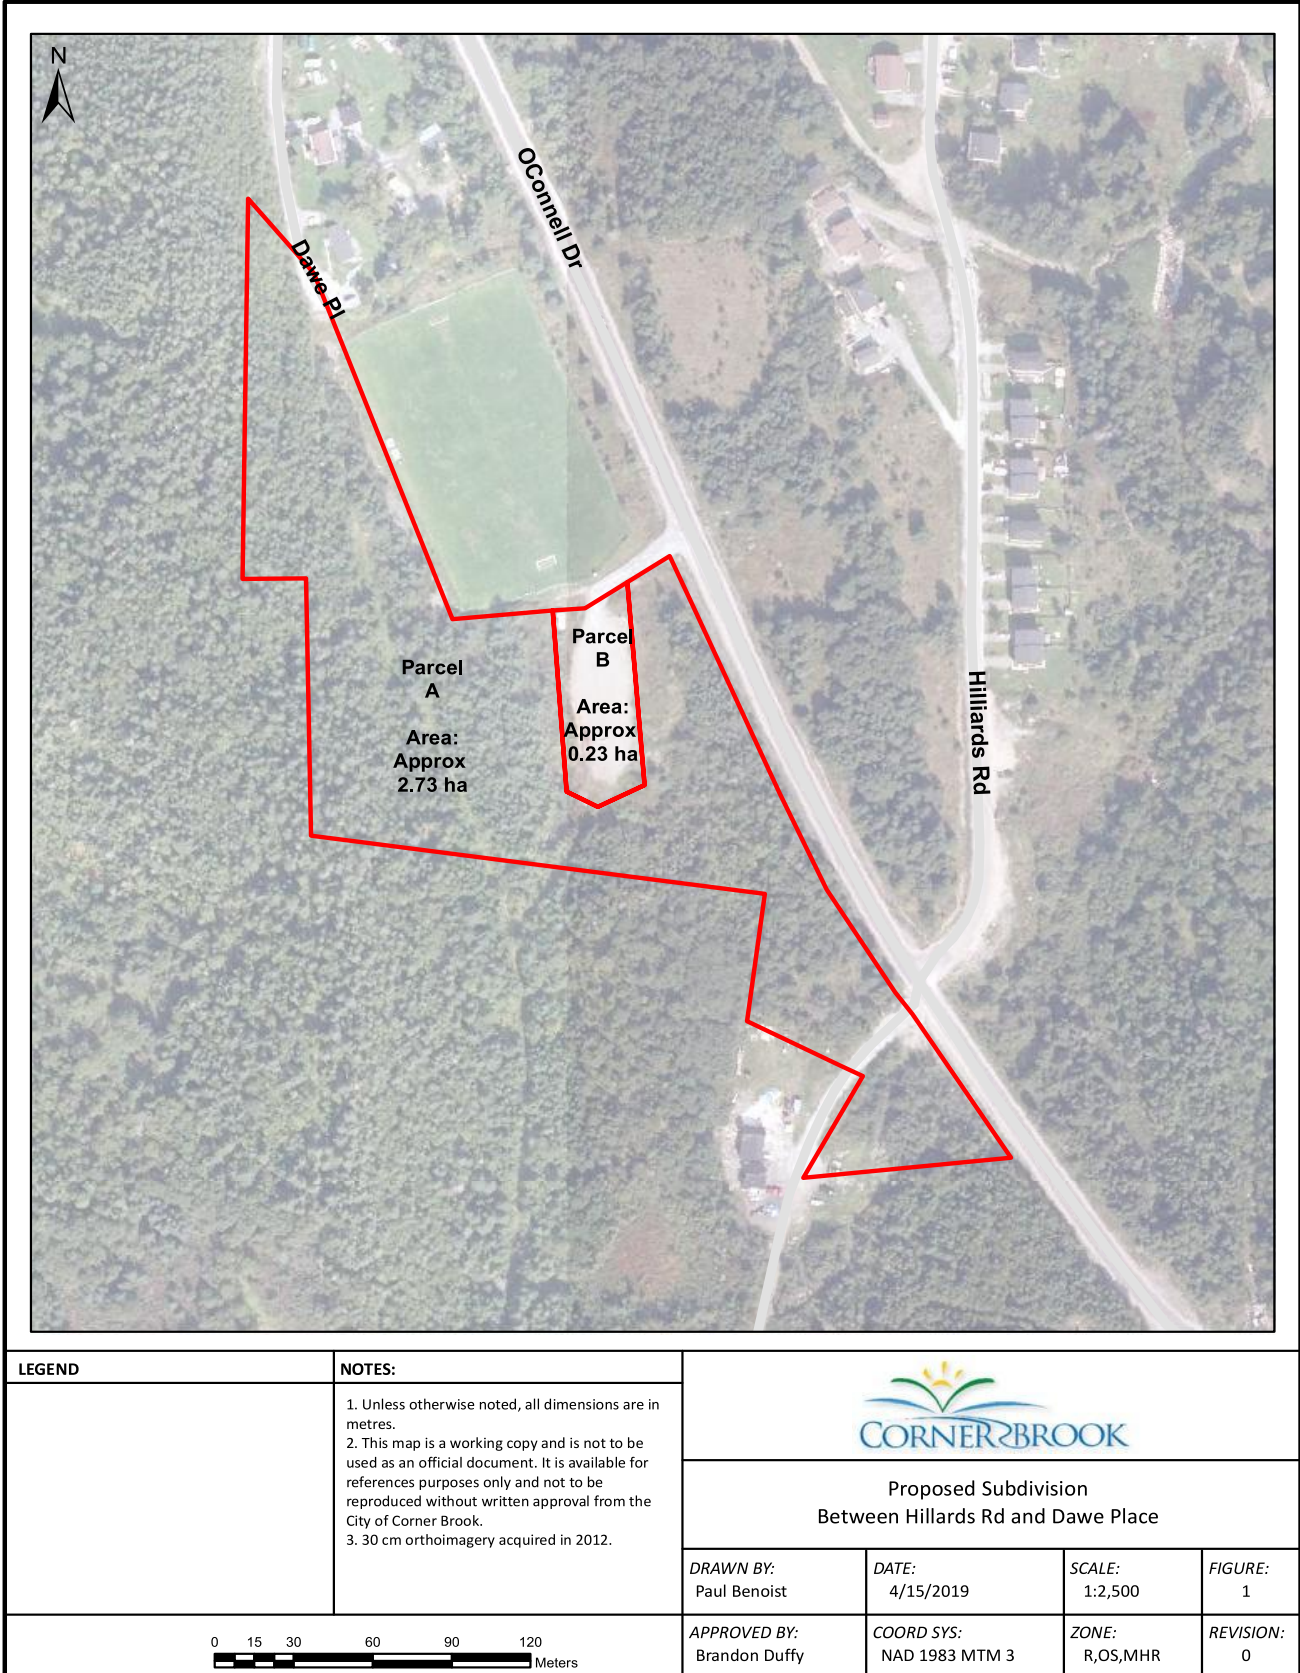 N
OConnell Dr
Dawe Pl
Parcel
A
Area:
Approx
2.73 ha
Parcel
B
Area:
Approx
0.23 ha
Hilliards Rd
LEGEND
NOTES:
1. Unless otherwise noted, all dimensions are in
metres.
2. This map is a working copy and is not to be
used as an official document. It is available for
references purposes only and not to be
reproduced without written approval from the
City of Corner Brook.
3. 30 cm orthoimagery acquired in 2012.
CORNER BROOK
Proposed Subdivision
Between Hillards Rd and Dawe Place
DRAWN BY:
Paul Benoist
DATE:
4/15/2019
SCALE:
1:2,500
FIGURE:
1
APPROVED BY:
Brandon Duffy
COORD SYS:
NAD 1983 MTM 3
ZONE:
R,OS,MHR
REVISION:
0
0 15 30 60 90 120
Meters